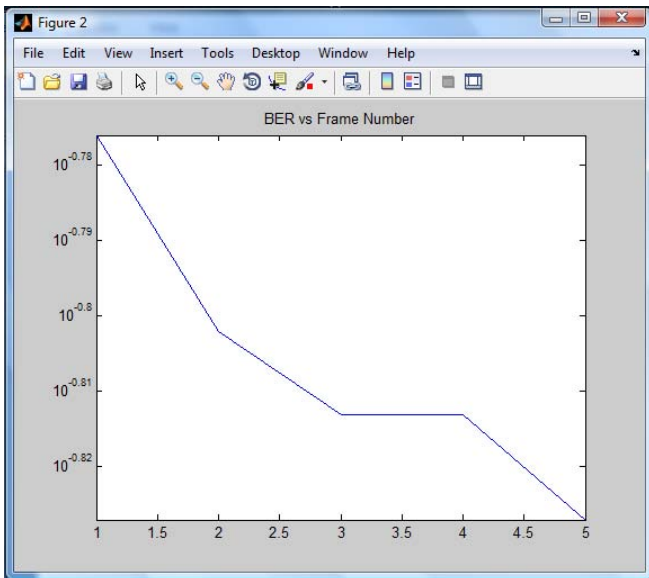 Figure 2
File Edit View Insert Tools Desktop Window Help
BER vs Frame Number
10^-0.78
10^-0.79
10^-0.8
10^-0.81
10^-0.82
1 1.5 2 2.5 3 3.5 4 4.5 5